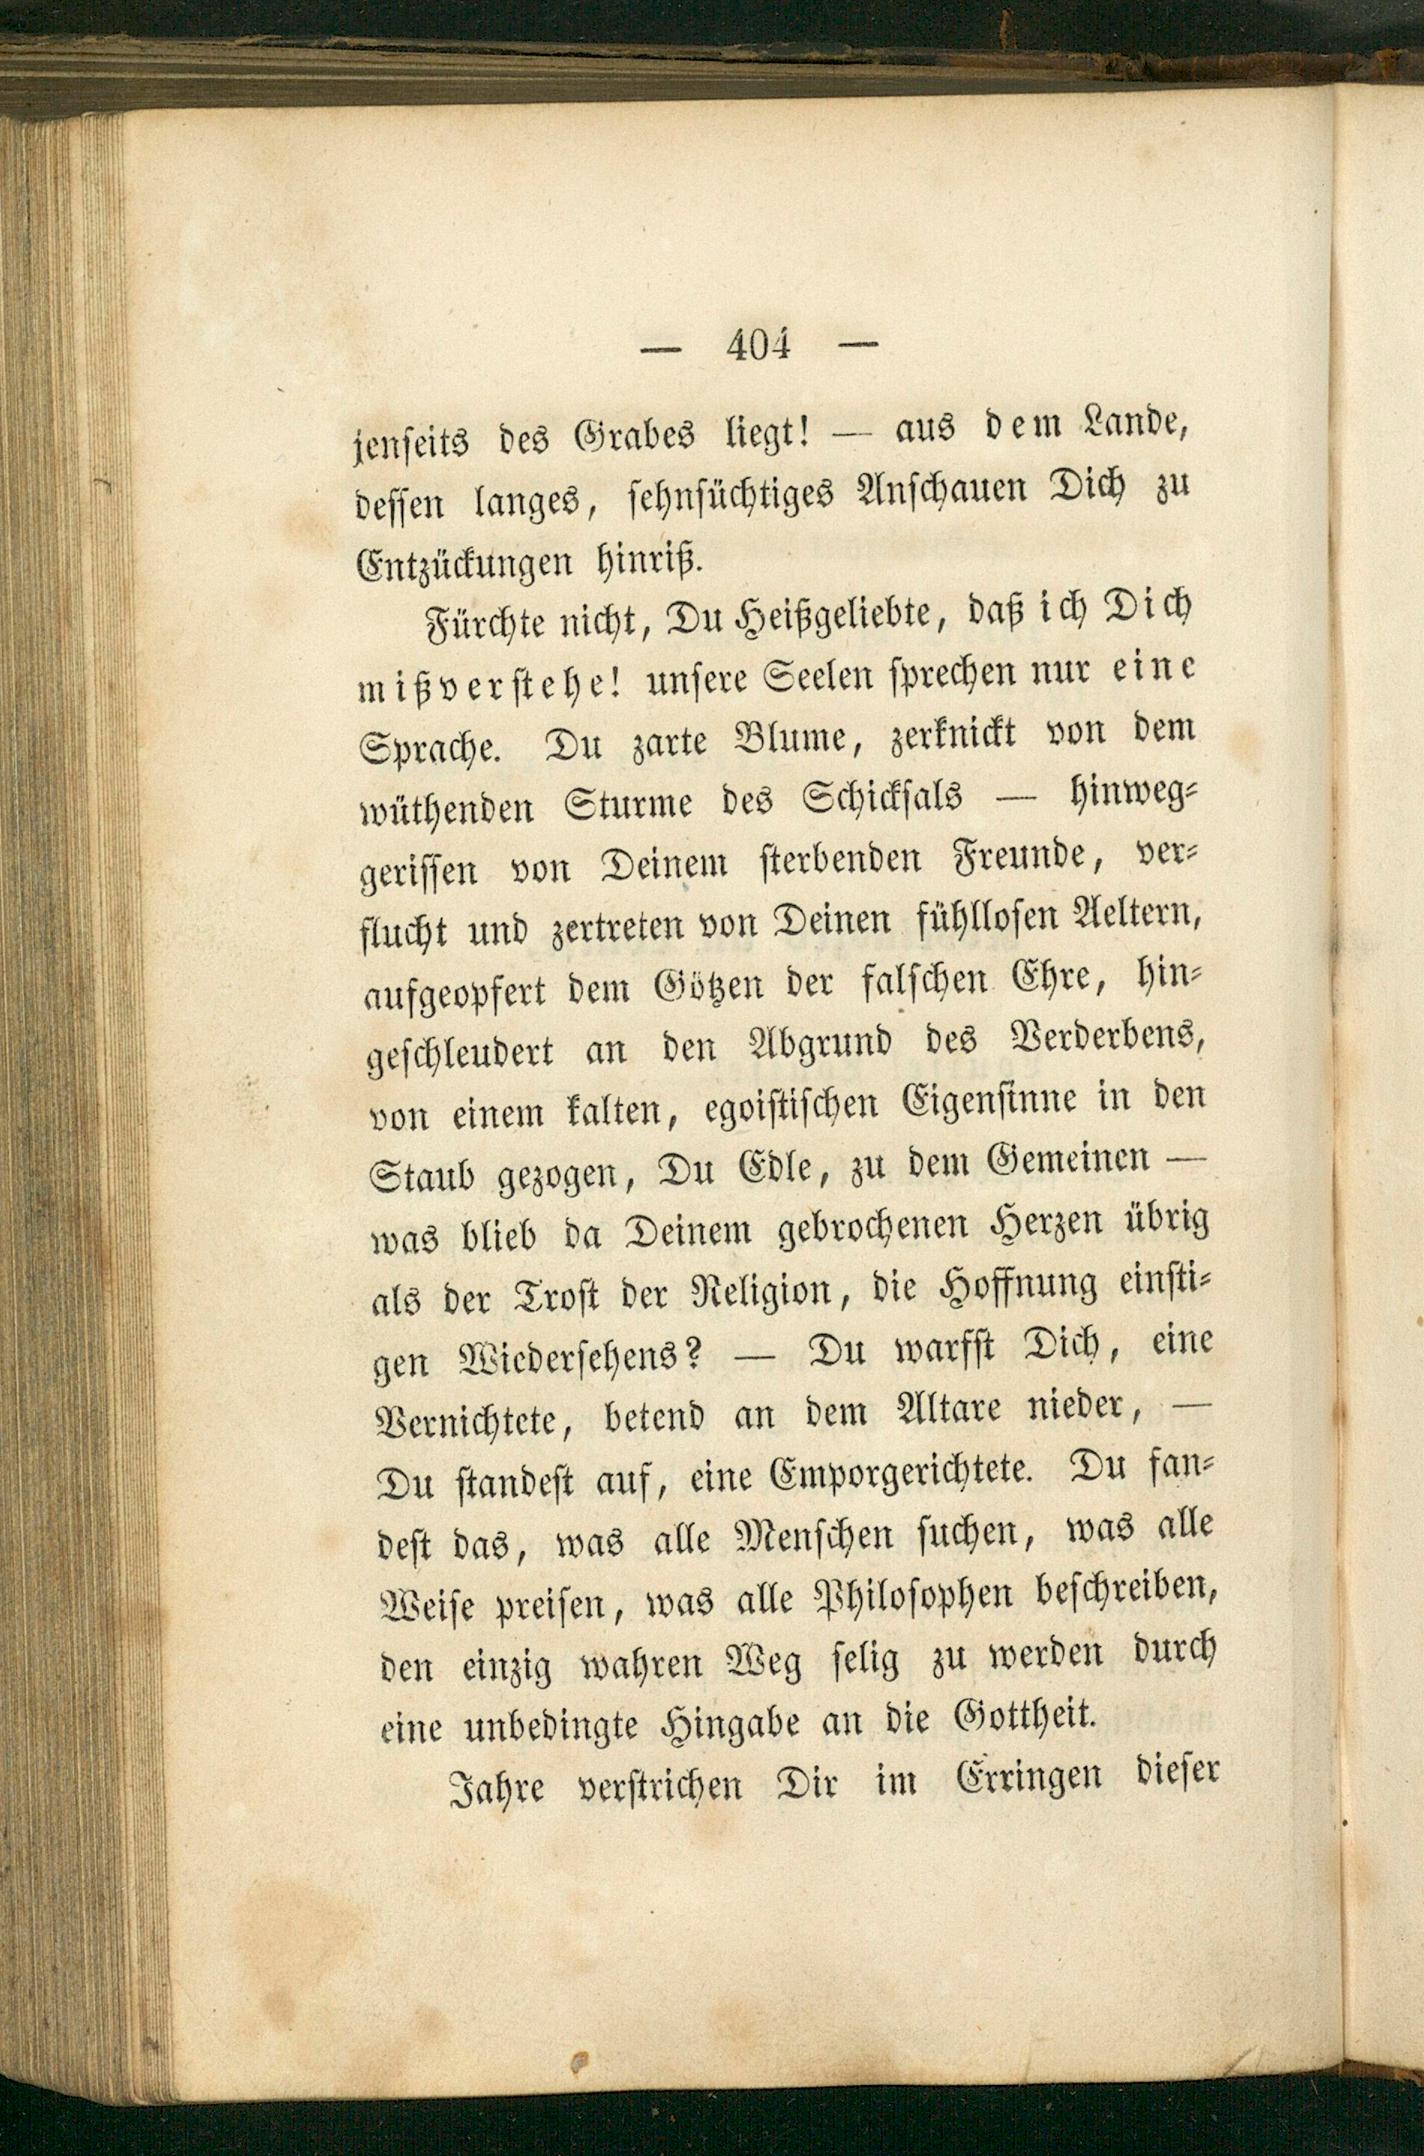 — 404 —
jenseits des Grabes liegt! — aus dem Lande,
dessen langes, sehnsüchtiges Anschauen Dich zu
Entzückungen hinriß.
Fürchte nicht, Du Heißgeliebte, daß ich Dich
mißverstehe! unsere Seelen sprechen nur eine
Sprache. Du zarte Blume, zerknickt von dem
wüthenden Sturme des Schicksals — hinweg-
gerissen von Deinem sterbenden Freunde, ver-
flucht und zertreten von Deinen fühllosen Aeltern,
aufgeopfert dem Götzen der falschen Ehre, hin-
geschleudert an den Abgrund des Verderbens,
von einem kalten, egoistischen Eigensinne in den
Staub gezogen, Du Edle, zu dem Gemeinen —
was blieb da Deinem gebrochenen Herzen übrig
als der Trost der Religion, die Hoffnung einsti-
gen Wiedersehens? — Du warfst Dich, eine
Vernichtete, betend an dem Altare nieder, —
Du standest auf, eine Emporgerichtete. Du fan-
dest das, was alle Menschen suchen, was alle
Weise preisen, was alle Philosophen beschreiben,
den einzig wahren Weg selig zu werden durch
eine unbedingte Hingabe an die Gottheit.
Jahre verstrichen Dir im Erringen dieser